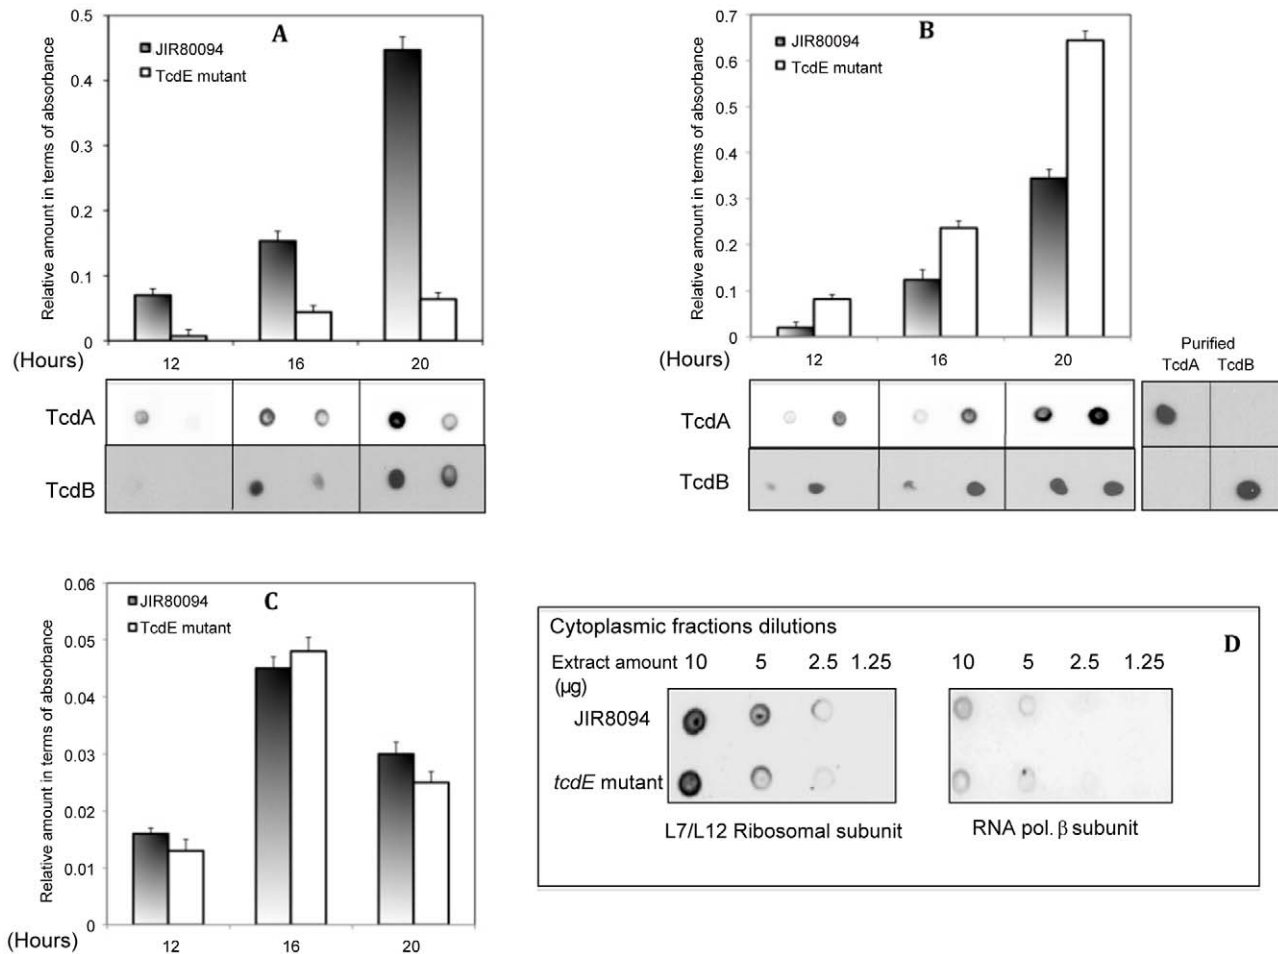 A
Relative amount in terms of absorbance
0.5
0.4
0.3
0.2
0.1
0
JIR80094
TcdE mutant
(Hours)
12 16 20
TcdA
TcdB
B
Relative amount in terms of absorbance
0.7
0.6
0.5
0.4
0.3
0.2
0.1
0
JIR80094
TcdE mutant
(Hours)
12 16 20
Purified
TcdA TcdB
TcdA
TcdB
C
Relative amount in terms of absorbance
0.06
0.05
0.04
0.03
0.02
0.01
0
JIR80094
TcdE mutant
(Hours)
12 16 20
Cytoplasmic fractions dilutions
D
Extract amount 10 5 2.5 1.25 10 5 2.5 1.25
(µg)
JIR8094
tcdE mutant
L7/L12 Ribosomal subunit
RNA pol. β subunit